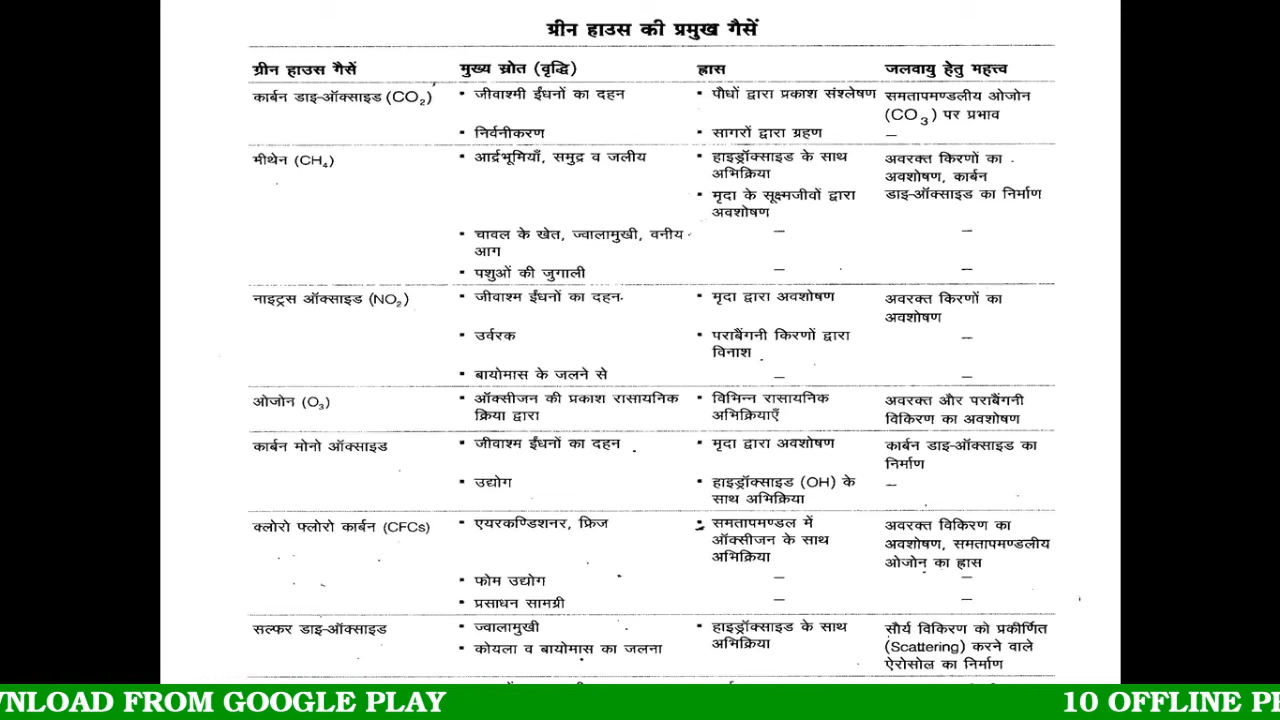 ग्रीन हाउस की प्रमुख गैसें
ग्रीन हाउस गैसें मुख्य स्रोत (वृद्धि) ह्रास जलवायु हेतु महत्त्व
कार्बन डाइ-ऑक्साइड (CO2) • जीवाश्मी ईंधनों का दहन • पौधों द्वारा प्रकाश संश्लेषण समतापमण्डलीय ओजोन
(CO3) पर प्रभाव
• निर्वनीकरण • सागरों द्वारा ग्रहण –
मीथेन (CH4) • आर्द्रभूमियाँ, समुद्र व जलीय • हाइड्रॉक्साइड के साथ अवरक्त किरणों का
अभिक्रिया अवशोषण, कार्बन
• मृदा के सूक्ष्मजीवों द्वारा डाइ-ऑक्साइड का निर्माण
अवशोषण
• चावल के खेत, ज्वालामुखी, वनीय – –
आग
• पशुओं की जुगाली – –
नाइट्रस ऑक्साइड (NO2) • जीवाश्म ईंधनों का दहन • मृदा द्वारा अवशोषण अवरक्त किरणों का
अवशोषण
• उर्वरक • पराबैंगनी किरणों द्वारा –
विनाश
• बायोमास के जलने से – –
ओजोन (O3) • ऑक्सीजन की प्रकाश रासायनिक • विभिन्न रासायनिक अवरक्त और पराबैंगनी
क्रिया द्वारा अभिक्रियाएँ विकिरण का अवशोषण
कार्बन मोनो ऑक्साइड • जीवाश्म ईंधनों का दहन • मृदा द्वारा अवशोषण कार्बन डाइ-ऑक्साइड का
निर्माण
• उद्योग • हाइड्रॉक्साइड (OH) के –
साथ अभिक्रिया
क्लोरो फ्लोरो कार्बन (CFCs) • एयरकण्डिशनर, फ्रिज • समतापमण्डल में अवरक्त विकिरण का
ऑक्सीजन के साथ अवशोषण, समतापमण्डलीय
अभिक्रिया ओजोन का ह्रास
• फोम उद्योग – –
• प्रसाधन सामग्री – –
सल्फर डाइ-ऑक्साइड • ज्वालामुखी • हाइड्रॉक्साइड के साथ सौर्य विकिरण को प्रकीर्णित
• कोयला व बायोमास का जलना अभिक्रिया (Scattering) करने वाले
ऐरोसोल का निर्माण
WNLOAD FROM GOOGLE PLAY 10 OFFLINE